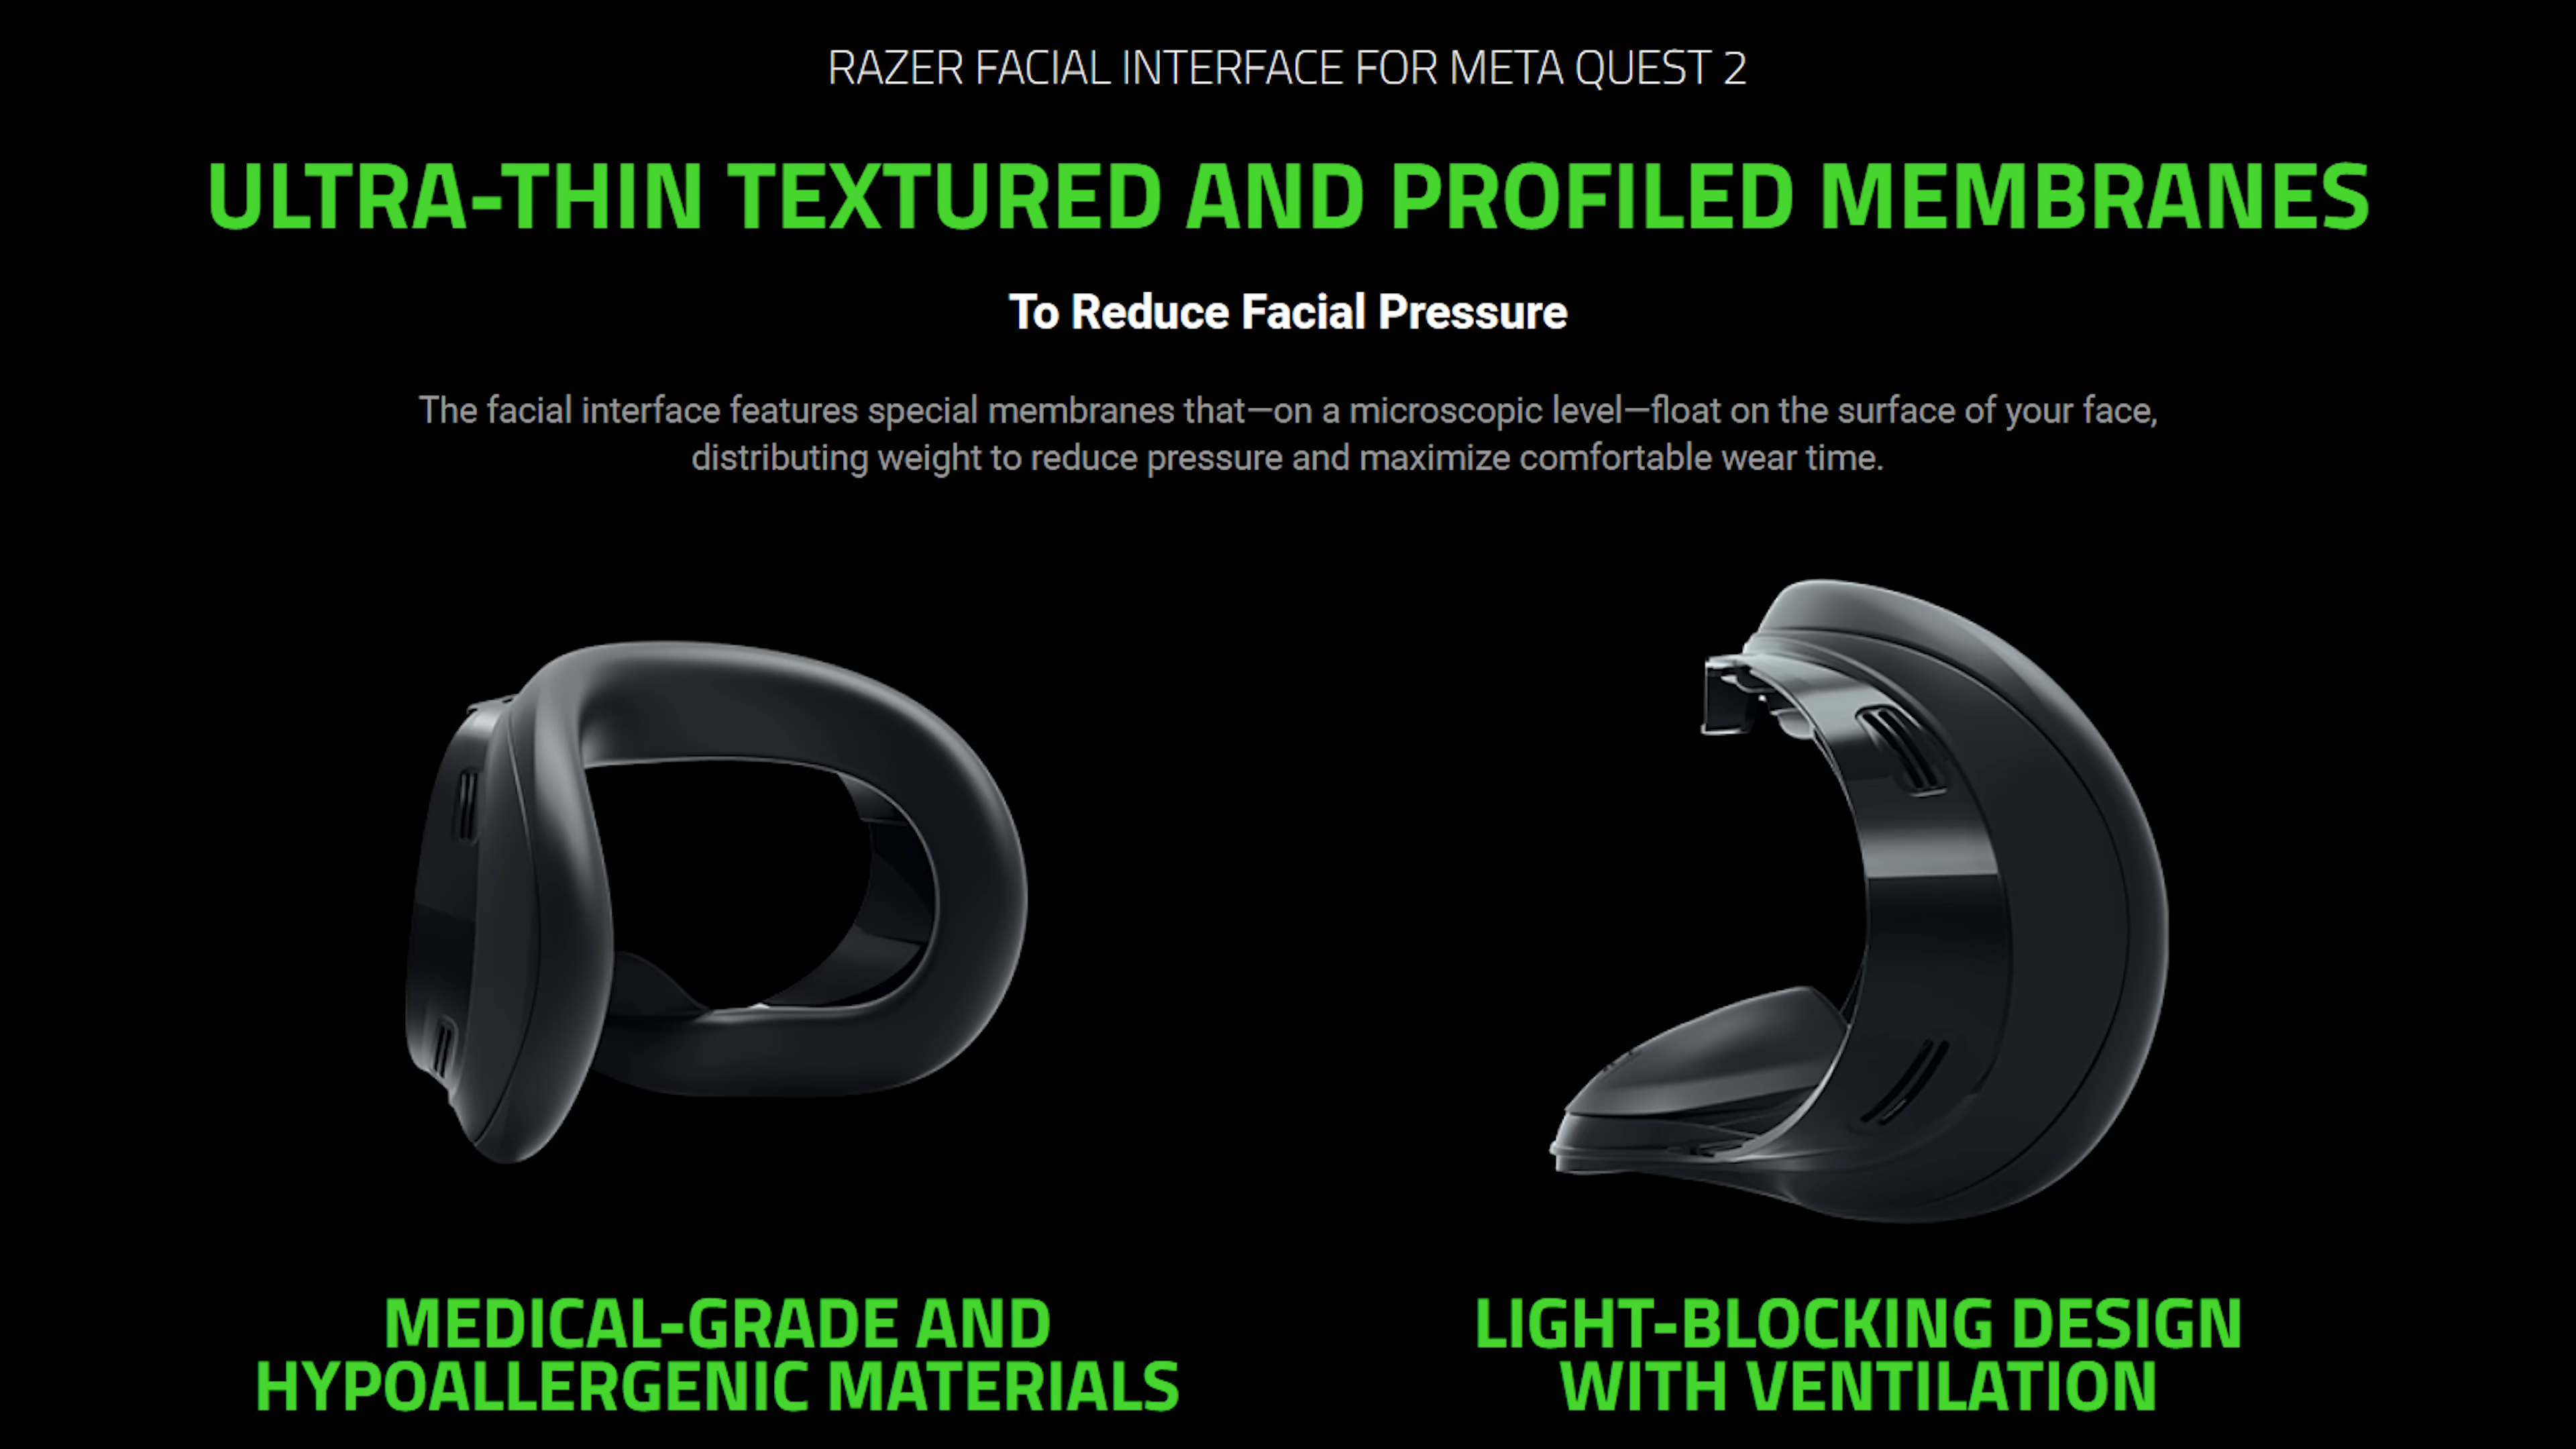 RAZER FACIAL INTERFACE FOR META QUEST 2
ULTRA-THIN TEXTURED AND PROFILED MEMBRANES
To Reduce Facial Pressure
The facial interface features special membranes that—on a microscopic level—float on the surface of your face,
distributing weight to reduce pressure and maximize comfortable wear time.
MEDICAL-GRADE AND
HYPOALLERGENIC MATERIALS
LIGHT-BLOCKING DESIGN
WITH VENTILATION